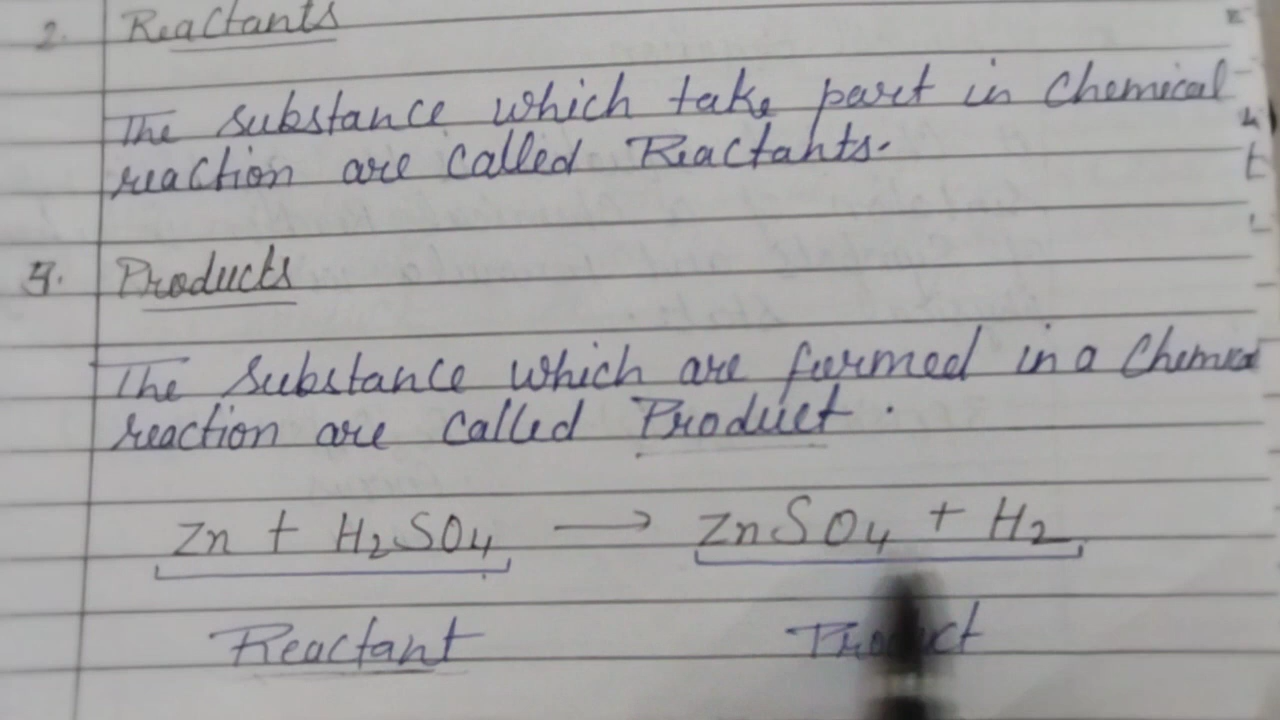 2. Reactants
The substance which take part in Chemical
reaction are called Reactants.
3. Products
The substance which are formed in a Chemical
reaction are called Product.
Zn + H₂SO₄ → ZnSO₄ + H₂
Reactant Product